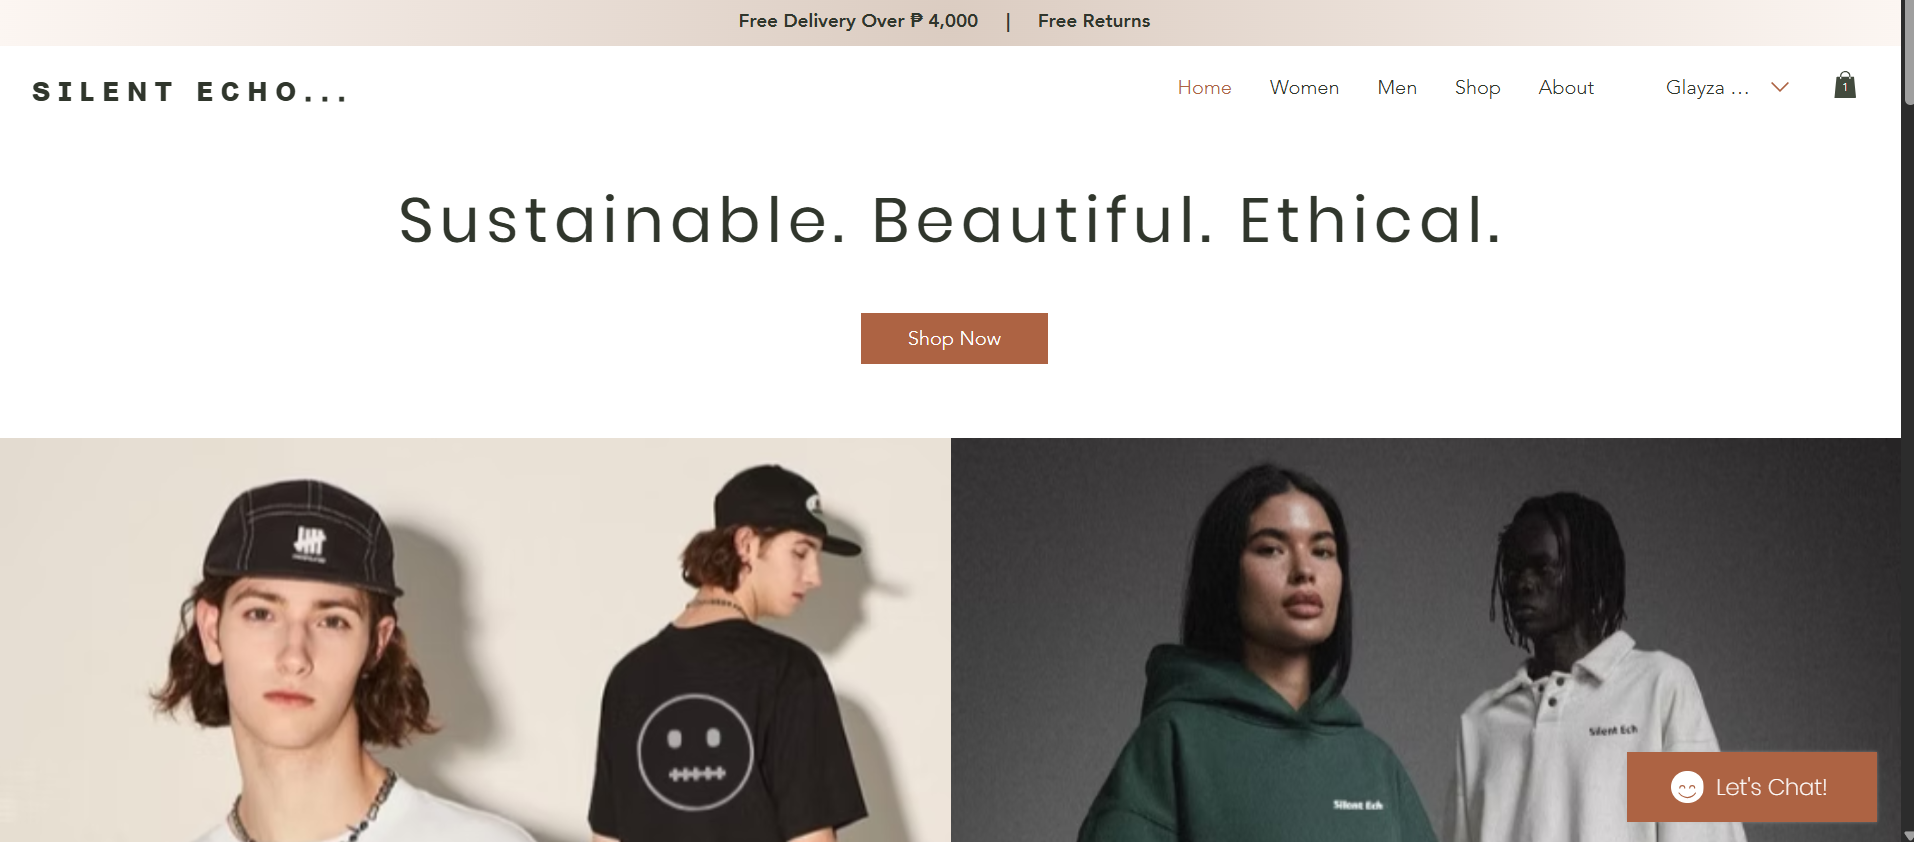 Free Delivery Over ₱ 4,000 | Free Returns
SILENT ECHO...
Home Women Men Shop About Glayza ... 1
Sustainable. Beautiful. Ethical.
Shop Now
Silent Ech
Silent Ech
Let's Chat!